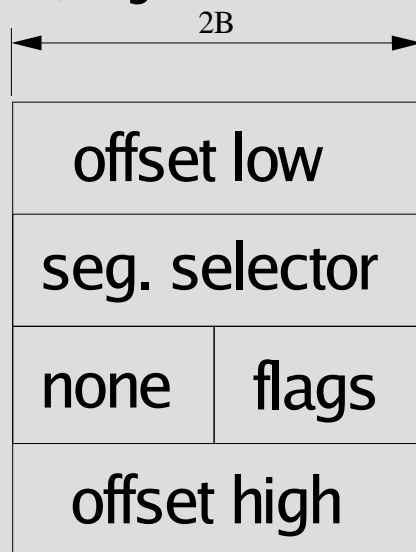 2B
offset low
seg. selector
none flags
offset high